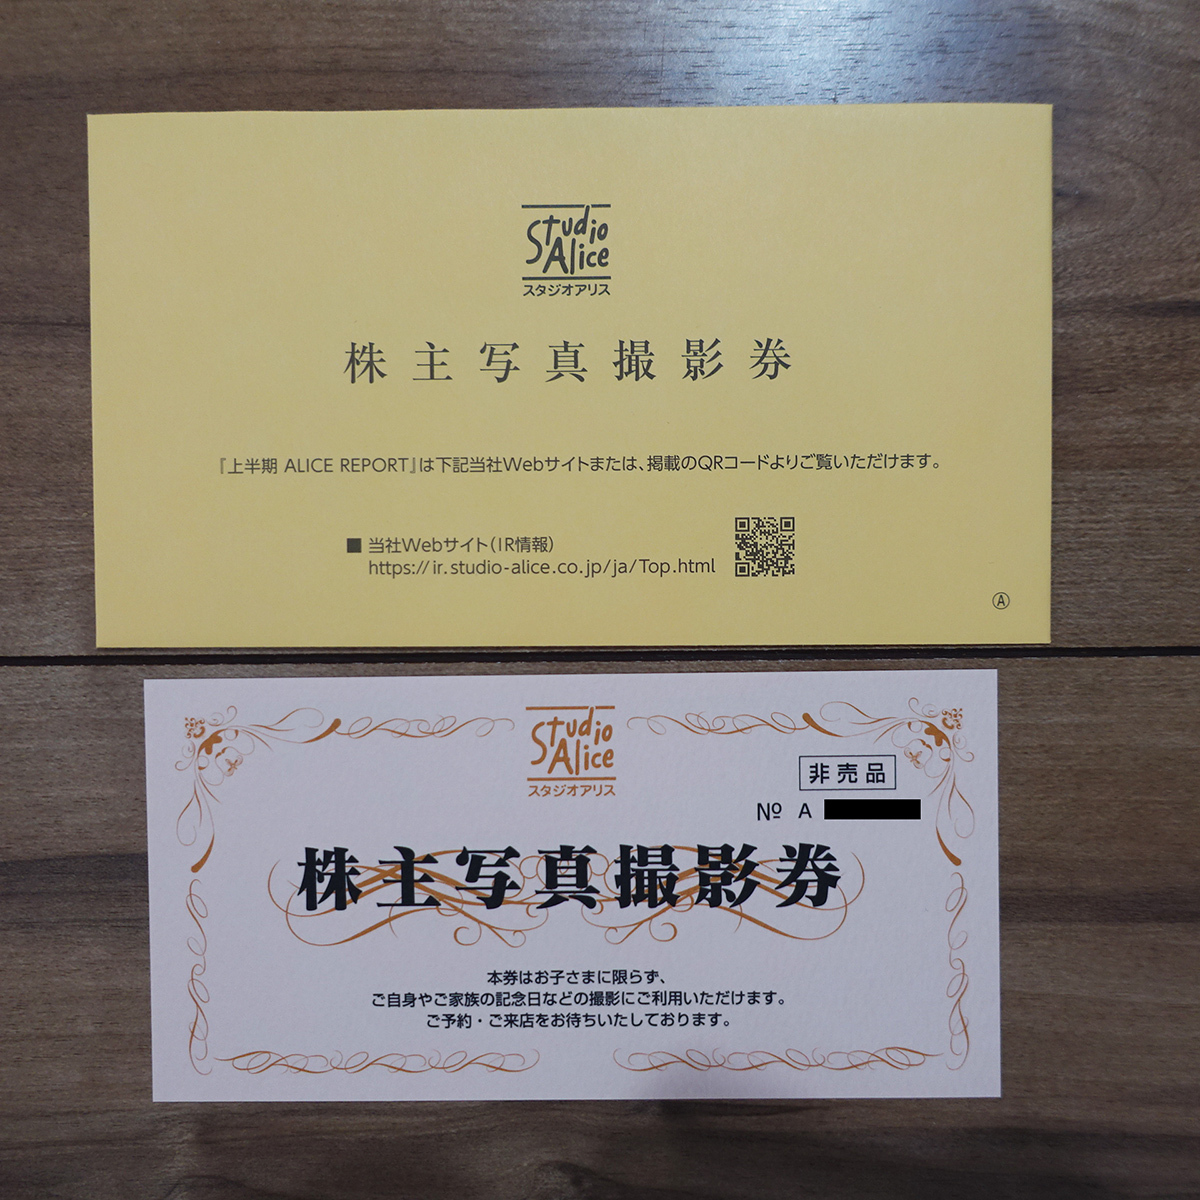 Studio
Alice
スタジオアリス
株主写真撮影券
『上半期 ALICE REPORT』は下記当社Webサイトまたは、掲載のQRコードよりご覧いただけます。
■ 当社Webサイト(IR情報)
https://ir.studio-alice.co.jp/ja/Top.html
Ⓐ
Studio
Alice
スタジオアリス
非売品
№ A
株主写真撮影券
本券はお子さまに限らず、
ご自身やご家族の記念日などの撮影にご利用いただけます。
ご予約・ご来店をお待ちいたしております。